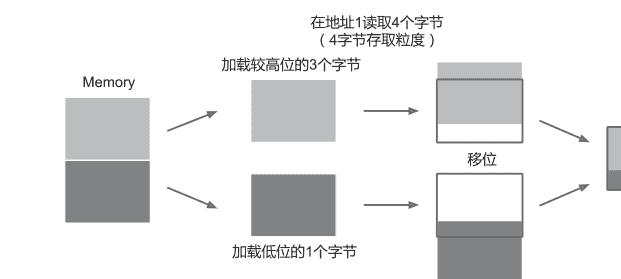 在地址1读取4个字节
（4字节存取粒度）
加载较高位的3个字节
Memory
移位
加载低位的1个字节